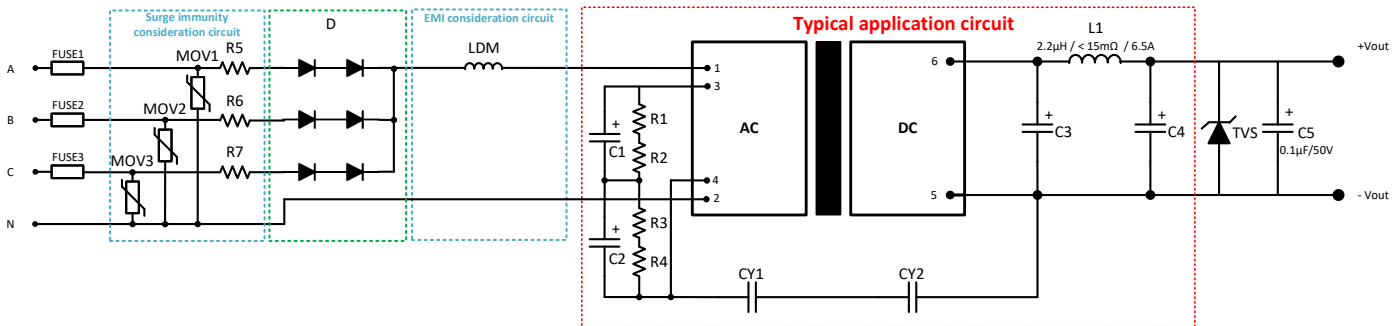 Surge immunity
consideration circuit
D
EMI consideration circuit
Typical application circuit
FUSE1
MOV1
R5
LDM
L1
2.2μH / < 15mΩ / 6.5A
+Vout
A
1
6
3
FUSE2
MOV2
R6
R1
B
AC
DC
C1
C3
C4
TVS
C5
0.1μF/50V
FUSE3
MOV3
R7
R2
C
4
5
- Vout
2
N
R3
C2
R4
CY1
CY2
+
+
+
+
+